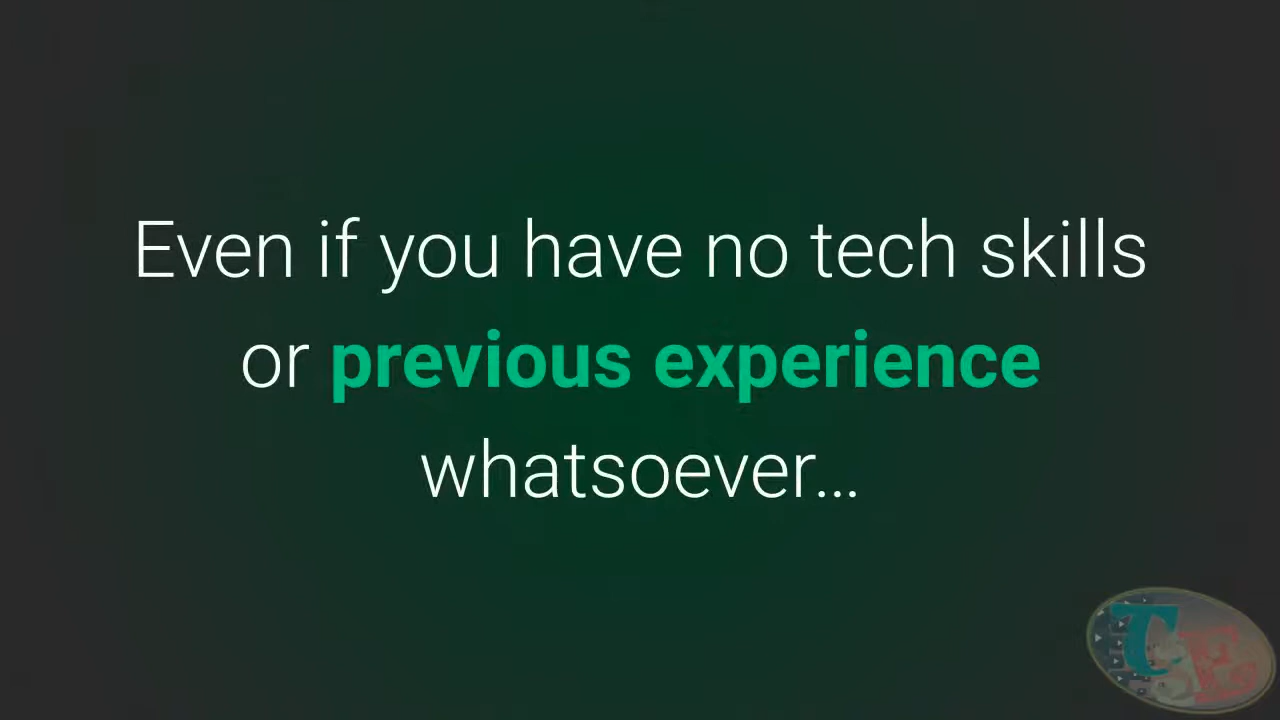 Even if you have no tech skills
or previous experience
whatsoever...